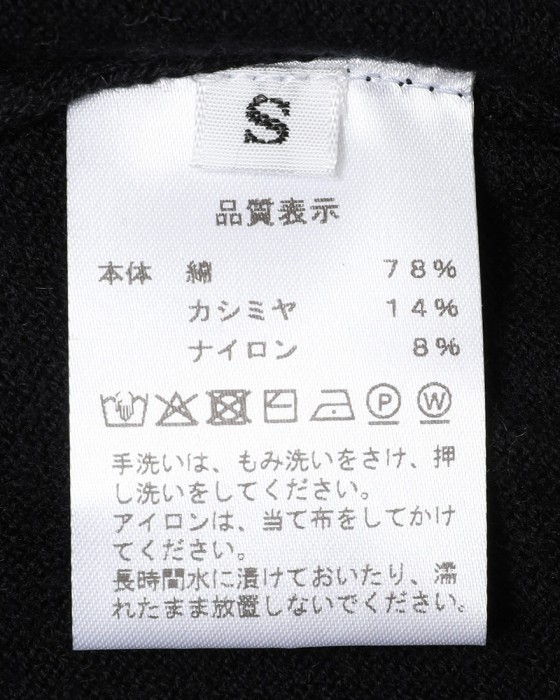 S
品質表示
本体 綿 78%
カシミヤ 14%
ナイロン 8%
P W
手洗いは、もみ洗いをさけ、押
し洗いをしてください。
アイロンは、当て布をしてかけ
てください。
長時間水に漬けておいたり、濡
れたまま放置しないでください。